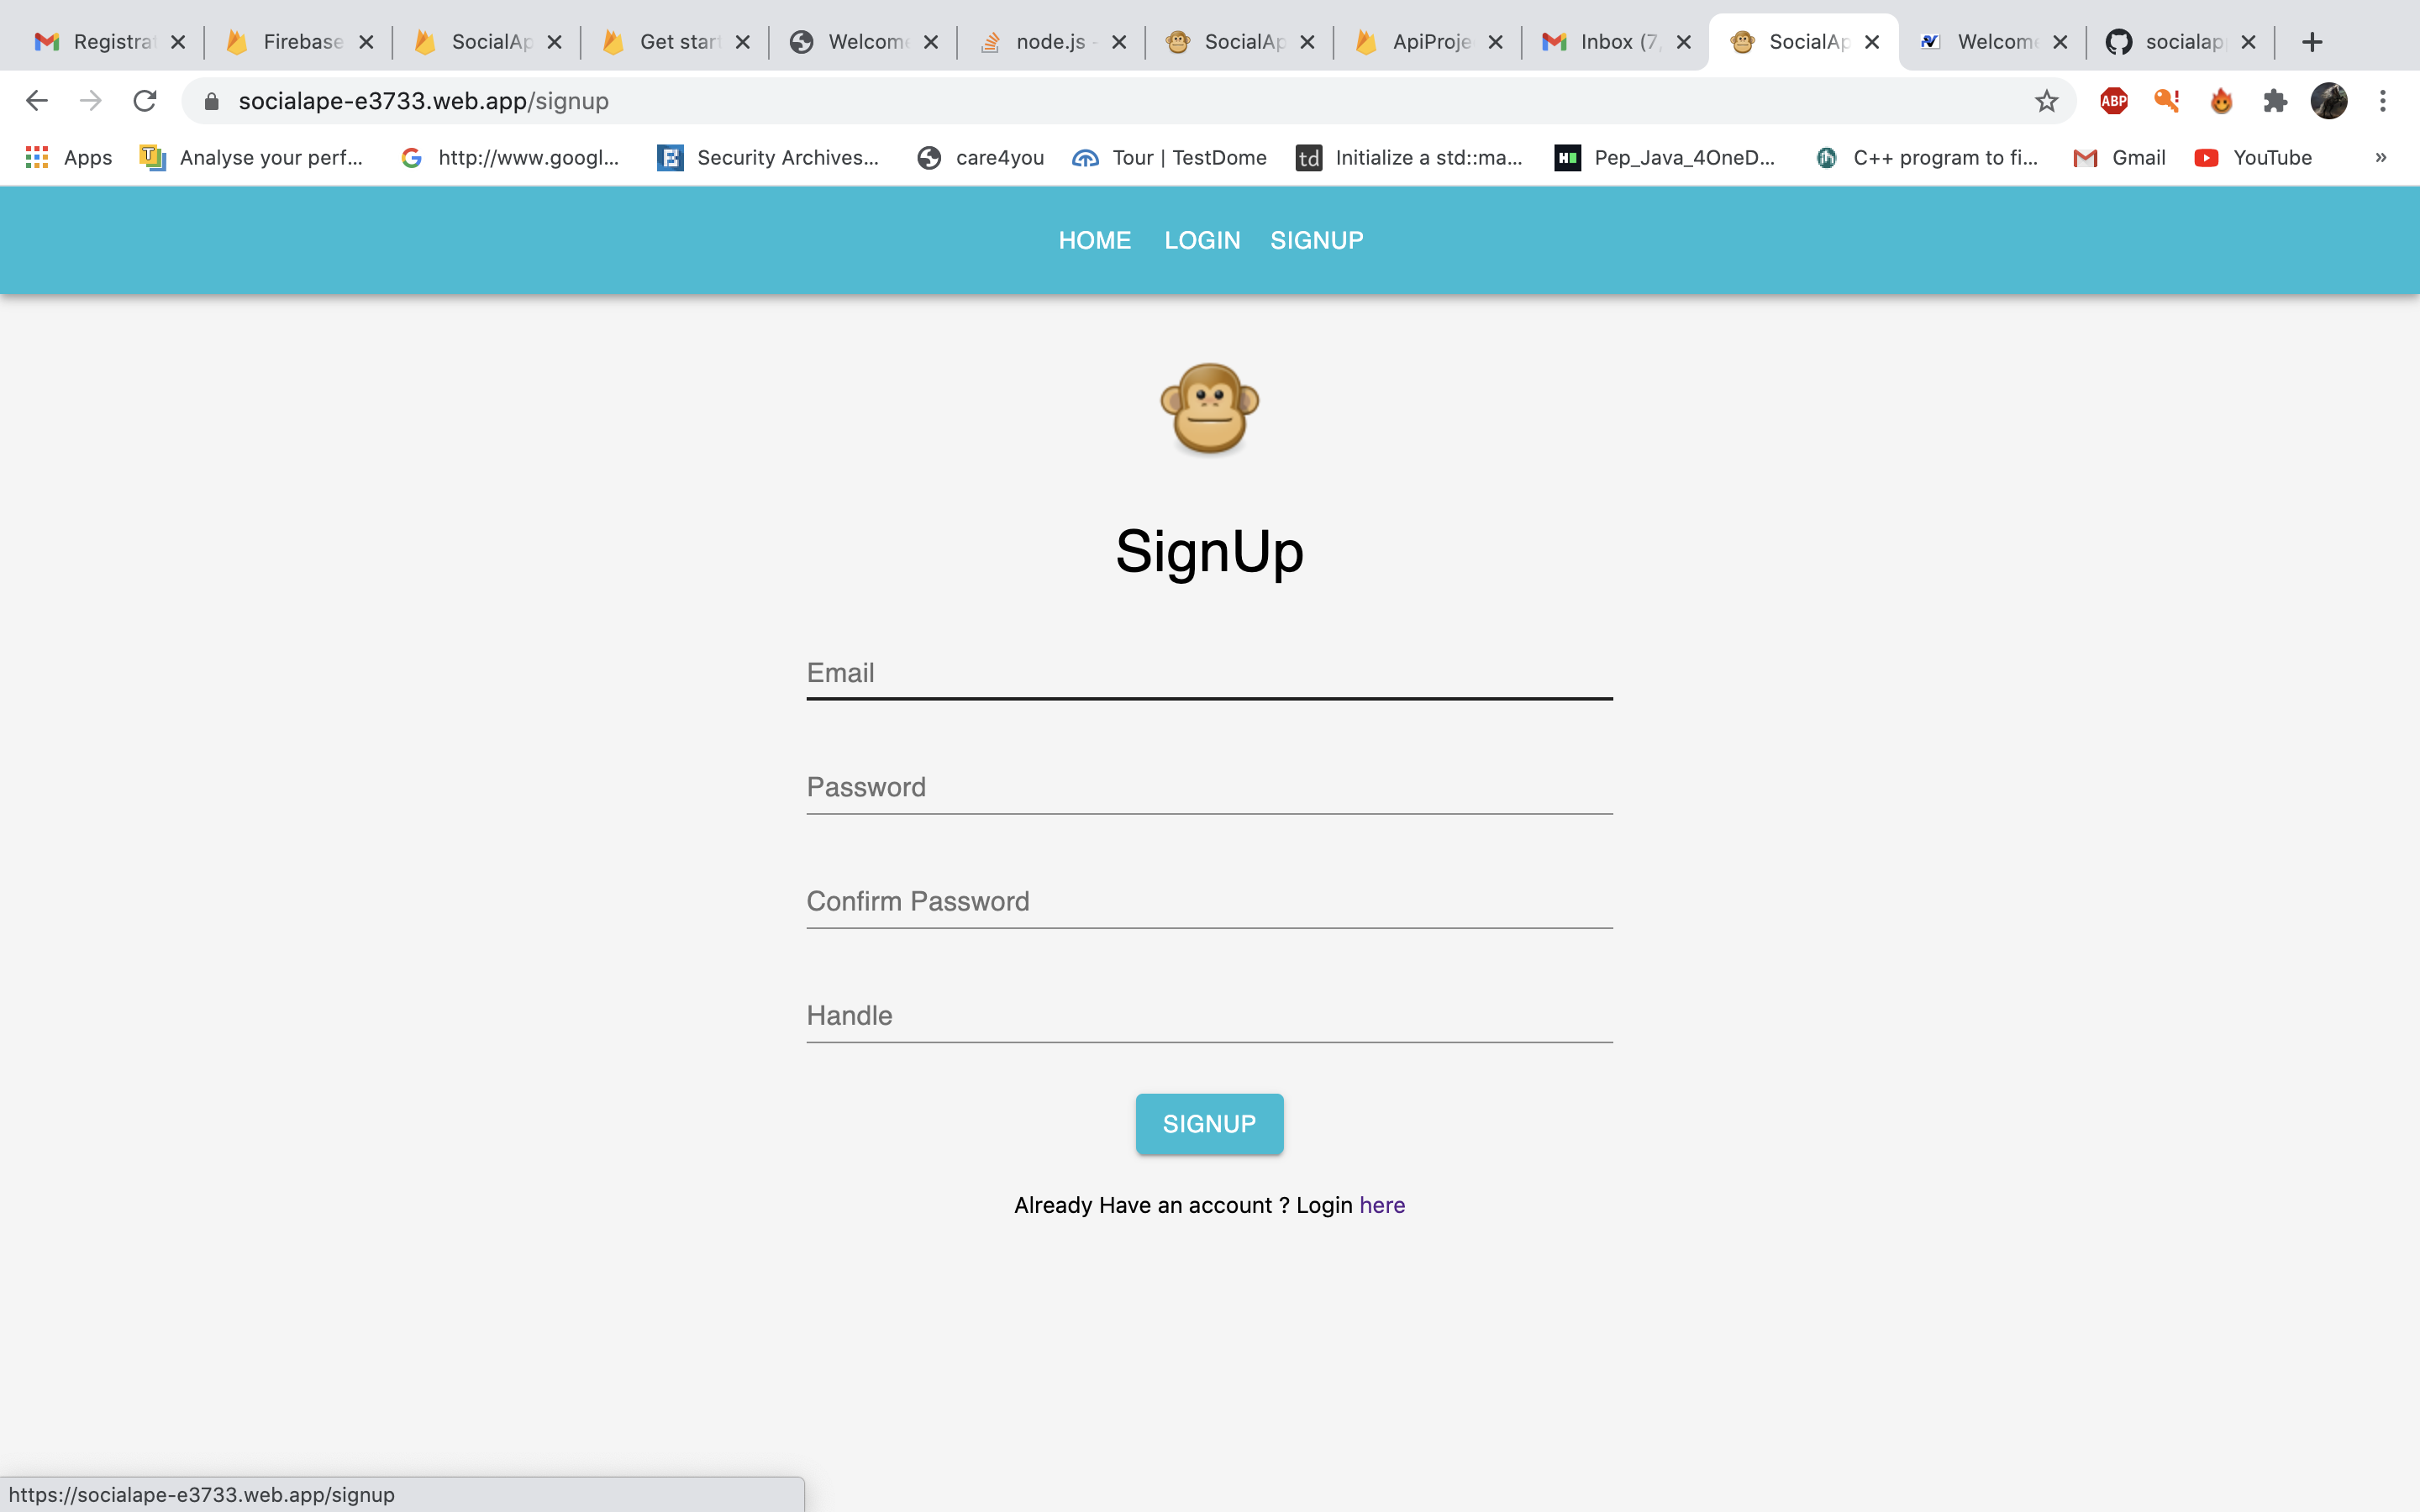 Registra Firebase SocialAp Get star Welcome node.js - SocialAp ApiProje Inbox (7, SocialAp Welcome socialap
socialape-e3733.web.app/signup ABP
Apps Analyse your perf... http://www.googl... Security Archives... care4you Tour | TestDome td Initialize a std::ma... Pep_Java_4OneD... C++ program to fi... Gmail YouTube »
HOME LOGIN SIGNUP
SignUp
Email
Password
Confirm Password
Handle
SIGNUP
Already Have an account ? Login here
https://socialape-e3733.web.app/signup